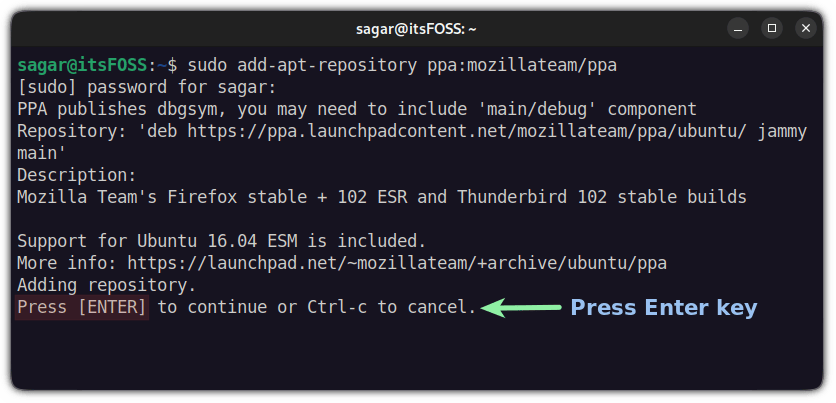 sagar@itsFOSS: ~
sagar@itsFOSS:~$ sudo add-apt-repository ppa:mozillateam/ppa
[sudo] password for sagar:
PPA publishes dbgsym, you may need to include 'main/debug' component
Repository: 'deb https://ppa.launchpadcontent.net/mozillateam/ppa/ubuntu/ jammy
main'
Description:
Mozilla Team's Firefox stable + 102 ESR and Thunderbird 102 stable builds
Support for Ubuntu 16.04 ESM is included.
More info: https://launchpad.net/~mozillateam/+archive/ubuntu/ppa
Adding repository.
Press [ENTER] to continue or Ctrl-c to cancel. Press Enter key